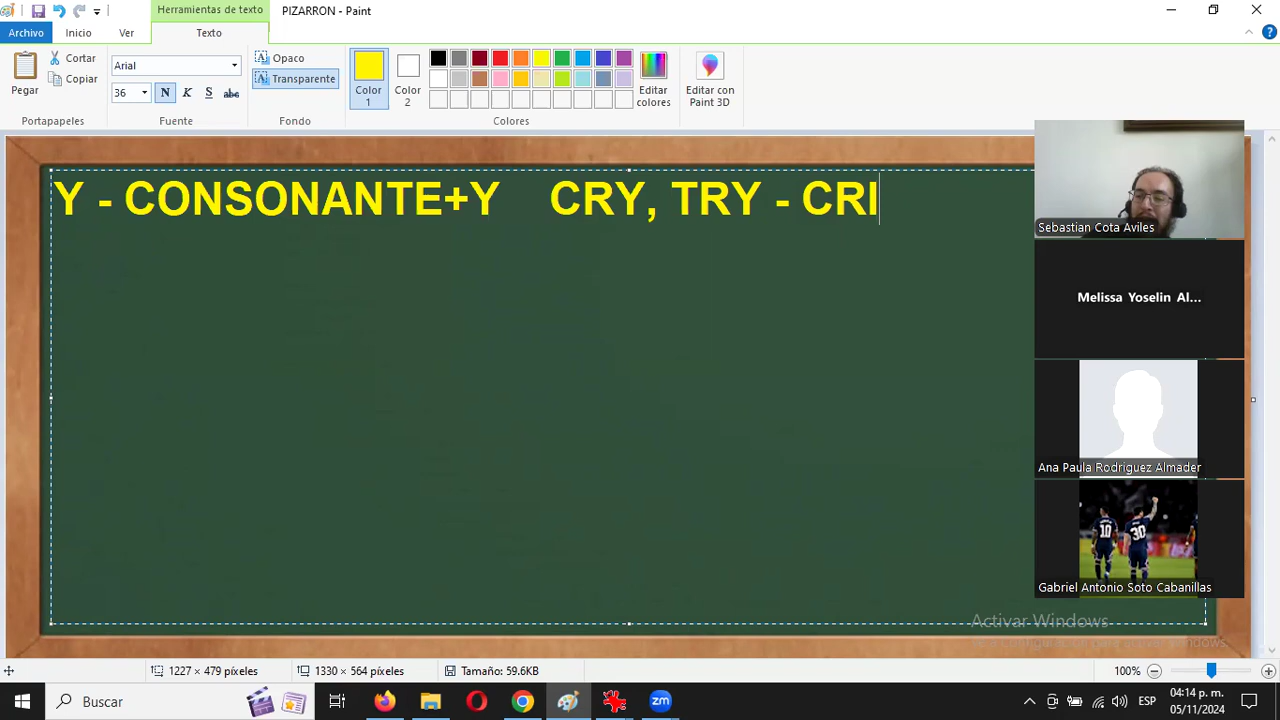 Herramientas de texto
PIZARRON - Paint
Archivo
Inicio
Ver
Texto
Pegar
Cortar
Copiar
Portapapeles
Arial
36
N K S abc
Fuente
Opaco
Transparente
Fondo
Color 1
Color 2
Editar colores
Colores
Editar con Paint 3D
Y - CONSONANTE+Y CRY, TRY - CRI
Sebastian Cota Aviles
Melissa Yoselin Al...
Ana Paula Rodriguez Almader
10 30
Gabriel Antonio Soto Cabanillas
Activar Windows
1227 × 479 píxeles
1330 × 564 píxeles
Tamaño: 59.6KB
100%
Buscar
zm
ESP
04:14 p. m.
05/11/2024